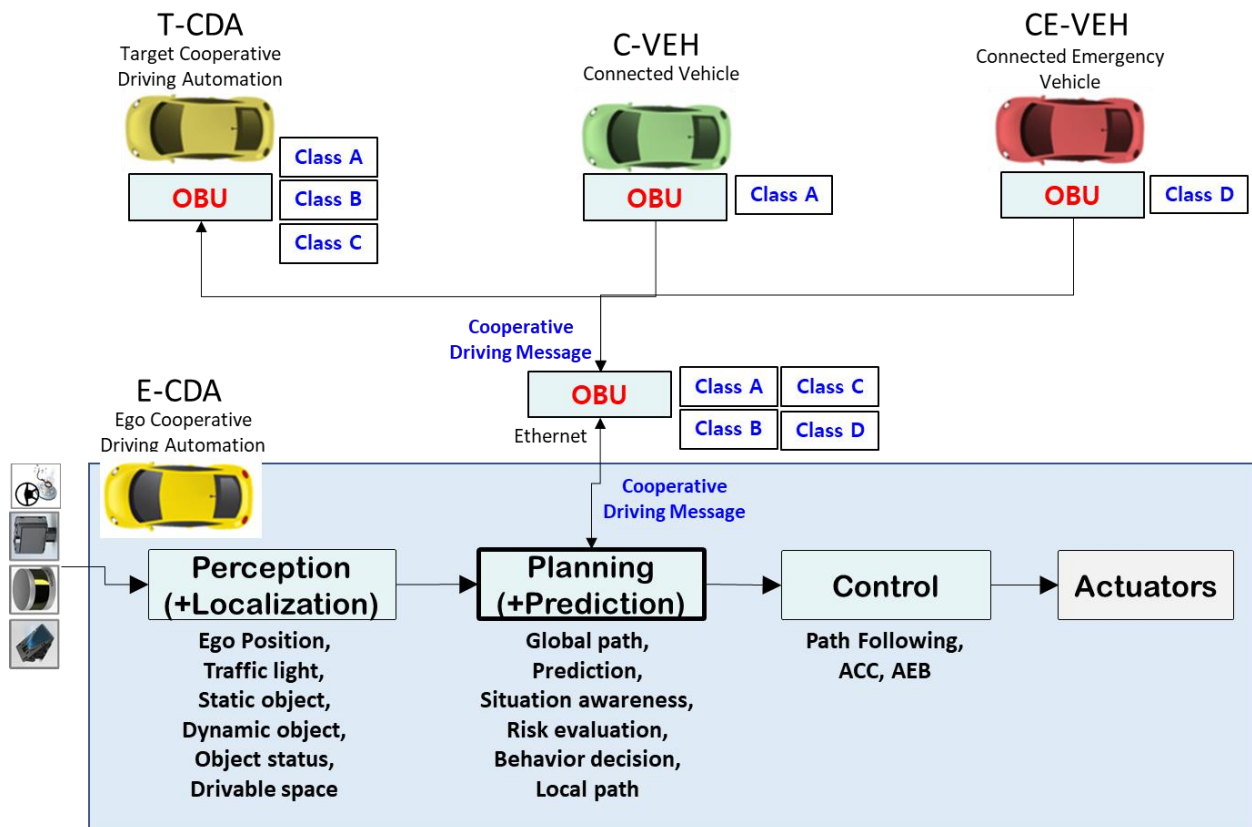 T-CDA
Target Cooperative
Driving Automation
OBU
Class A
Class B
Class C
C-VEH
Connected Vehicle
OBU
Class A
CE-VEH
Connected Emergency
Vehicle
OBU
Class D
Cooperative
Driving Message
OBU
Class A
Class C
Class B
Class D
Ethernet
E-CDA
Ego Cooperative
Driving Automation
Cooperative
Driving Message
Perception
(+Localization)
Ego Position,
Traffic light,
Static object,
Dynamic object,
Object status,
Drivable space
Planning
(+Prediction)
Global path,
Prediction,
Situation awareness,
Risk evaluation,
Behavior decision,
Local path
Control
Path Following,
ACC, AEB
Actuators